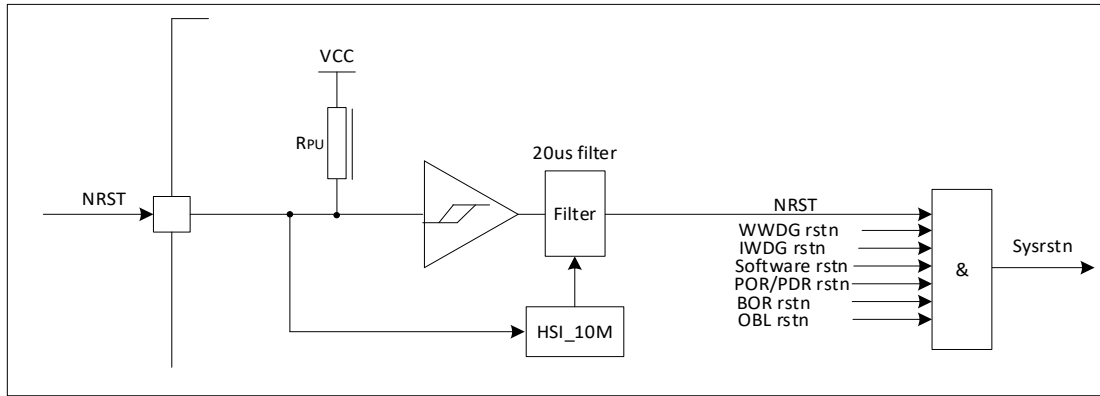 VCC
RPU
20us filter
NRST
Filter
NRST
WWDG rstn
IWDG rstn
Software rstn
POR/PDR rstn
BOR rstn
OBL rstn
&
Sysrstn
HSI_10M